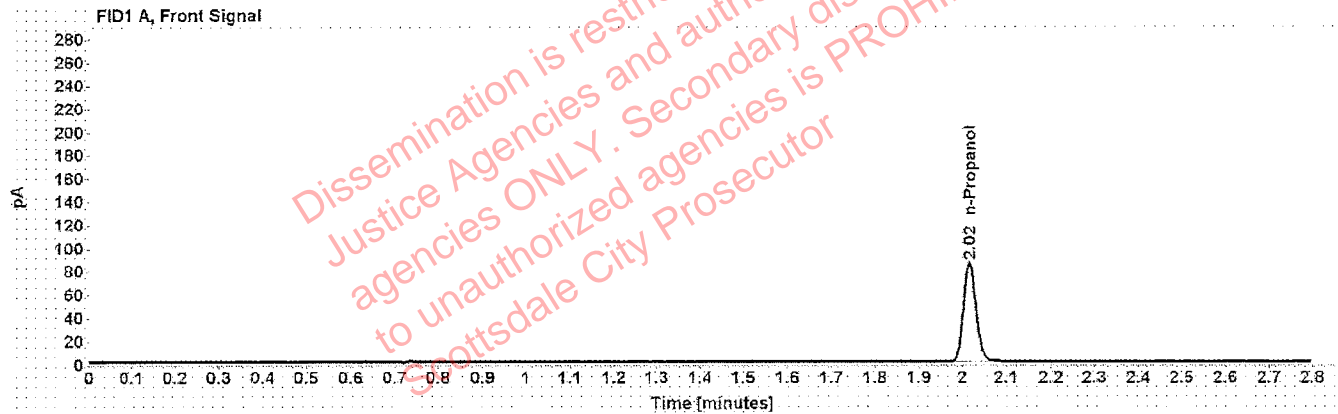 FID1 A, Front Signal
280
260
240
220
200
180
160
140
120
100
80
60
40
20
0
pA
2.02 n-Propanol
0 0.1 0.2 0.3 0.4 0.5 0.6 0.7 0.8 0.9 1 1.1 1.2 1.3 1.4 1.5 1.6 1.7 1.8 1.9 2 2.1 2.2 2.3 2.4 2.5 2.6 2.7 2.8
Time [minutes]
Dissemination is
Justice Agencies and
agencies ONLY. Secondary
to unauthorized agencies is
Scottsdale City Prosecutor